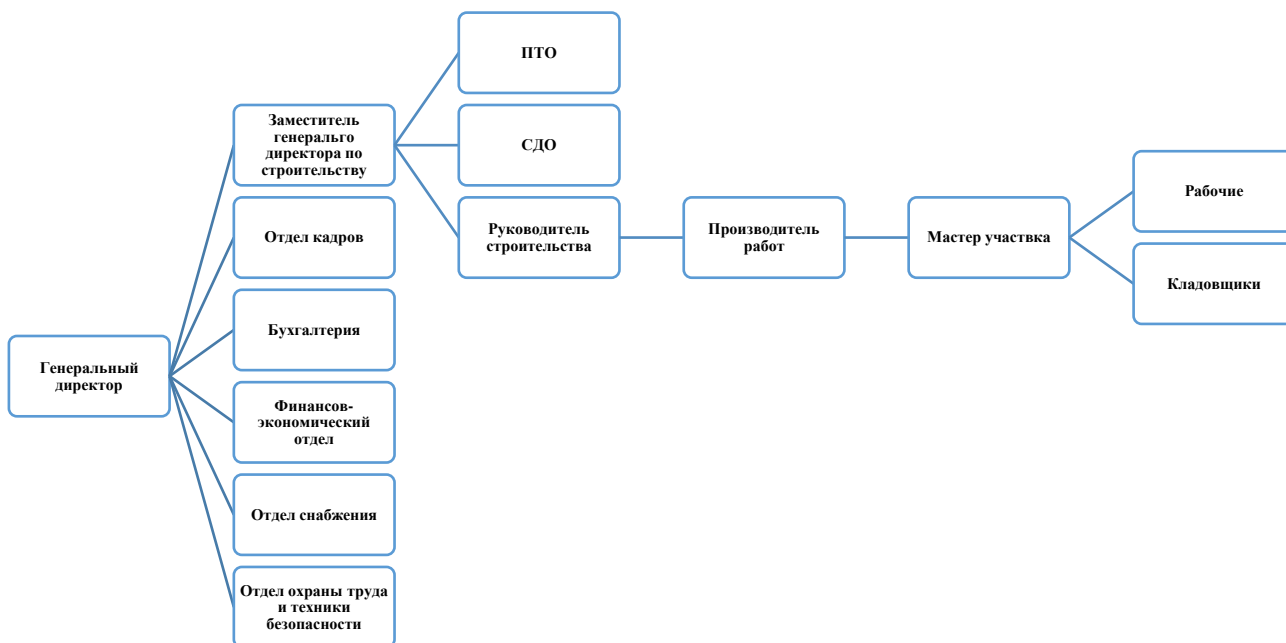 ПТО
Заместитель
генеральго
директора по
строительству
СДО
Руководитель
строительства
Производитель
работ
Мастер участвка
Рабочие
Кладовщики
Отдел кадров
Бухгалтерия
Генеральный
директор
Финансов-
экономический
отдел
Отдел снабжения
Отдел охраны труда
и техники
безопасности